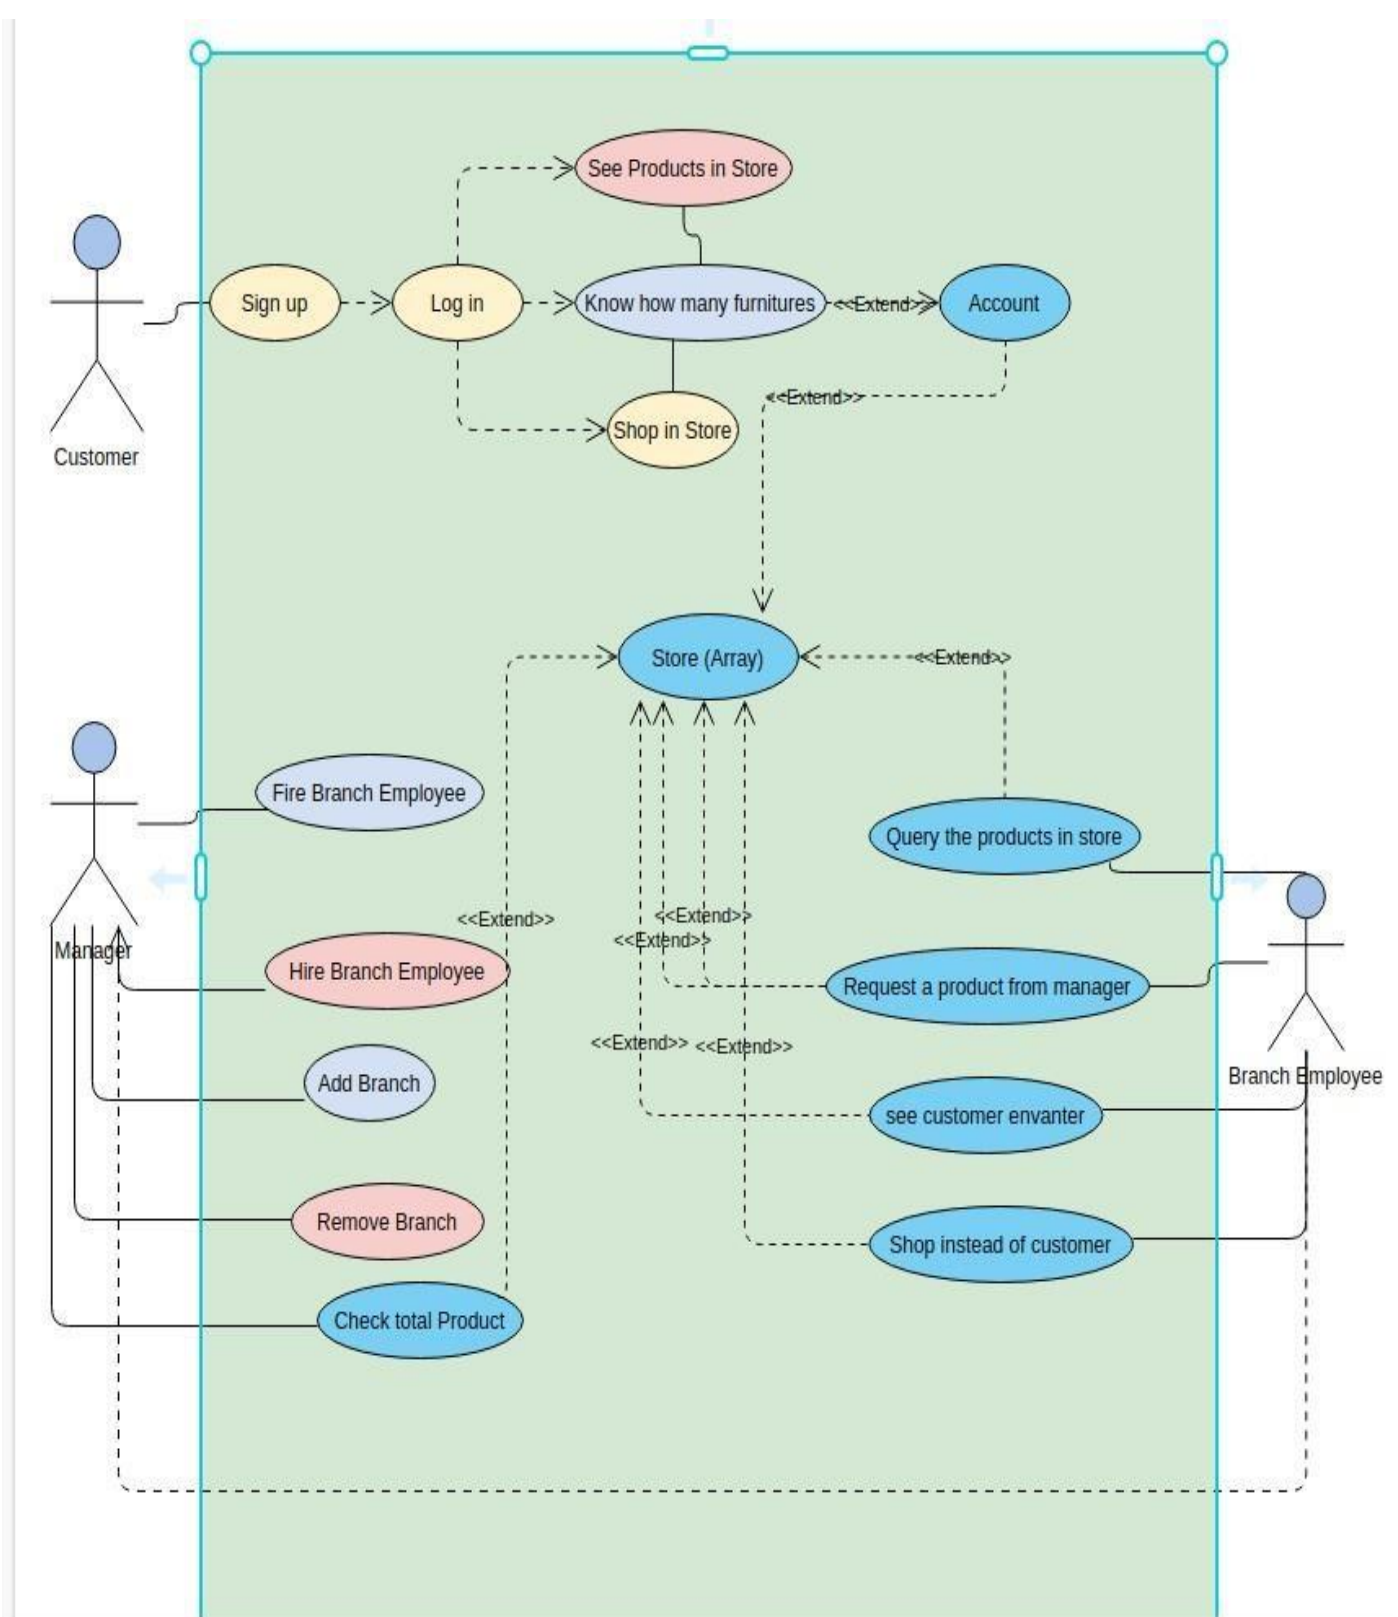 See Products in Store
Sign up
Log in
Know how many furnitures
<<Extend>>
Account
<<Extend>>
Shop in Store
Customer
Store (Array)
<<Extend>>
Fire Branch Employee
Query the products in store
<<Extend>>
<<Extend>>
<<Extend>>
Manager
Hire Branch Employee
Request a product from manager
<<Extend>>
<<Extend>>
Add Branch
Branch Employee
see customer envanter
Remove Branch
Shop instead of customer
Check total Product